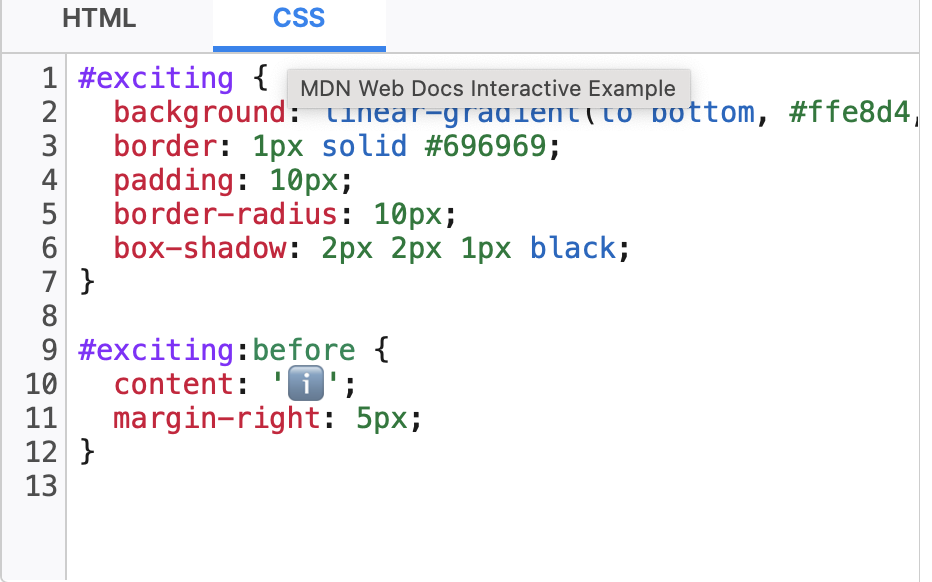 HTML CSS
MDN Web Docs Interactive Example
1 #exciting {
2   background: linear-gradient(to bottom, #ffe8d4,
3   border: 1px solid #696969;
4   padding: 10px;
5   border-radius: 10px;
6   box-shadow: 2px 2px 1px black;
7 }
8
9 #exciting:before {
10   content: 'ℹ️';
11   margin-right: 5px;
12 }
13